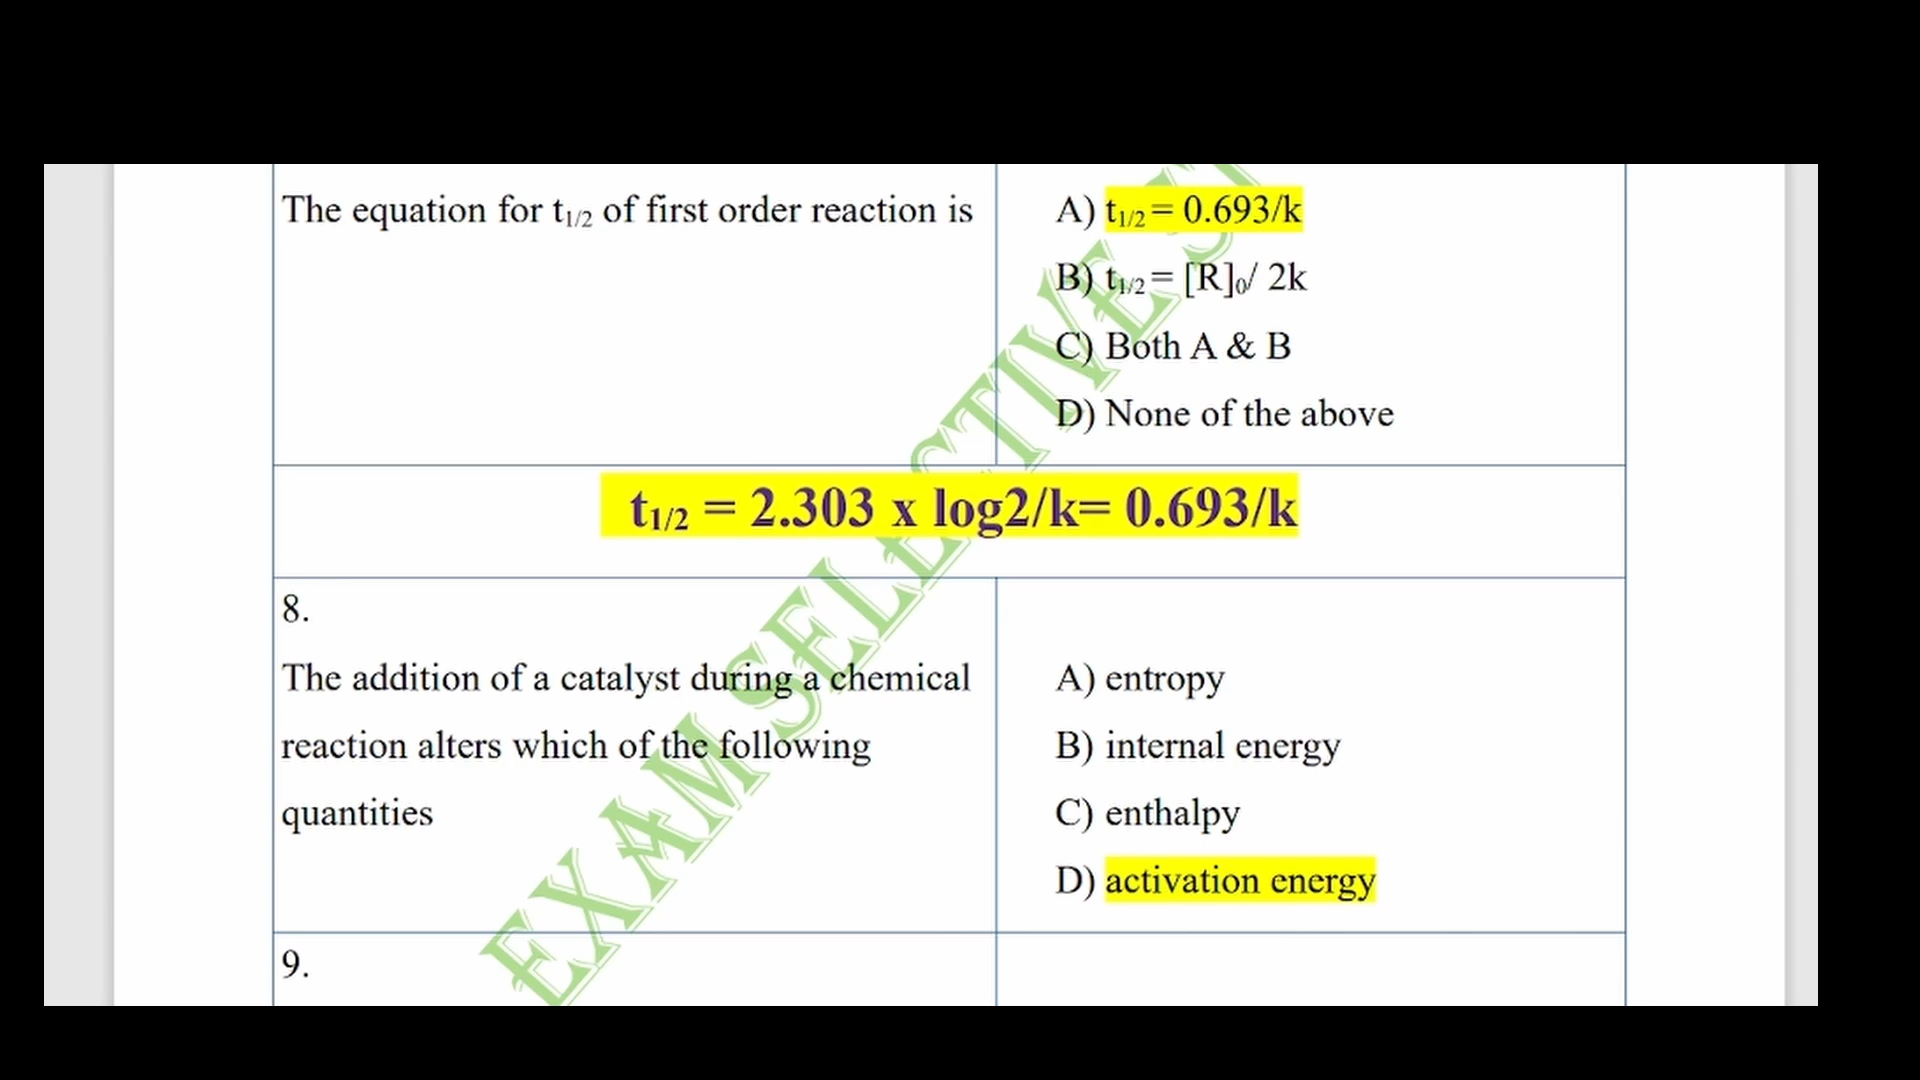 The equation for t1/2 of first order reaction is
A) t1/2 = 0.693/k
B) t1/2 = [R]0/ 2k
C) Both A & B
D) None of the above
t1/2 = 2.303 x log2/k= 0.693/k
8.
The addition of a catalyst during a chemical
reaction alters which of the following
quantities
A) entropy
B) internal energy
C) enthalpy
D) activation energy
9.
EXAM SELECTIVE